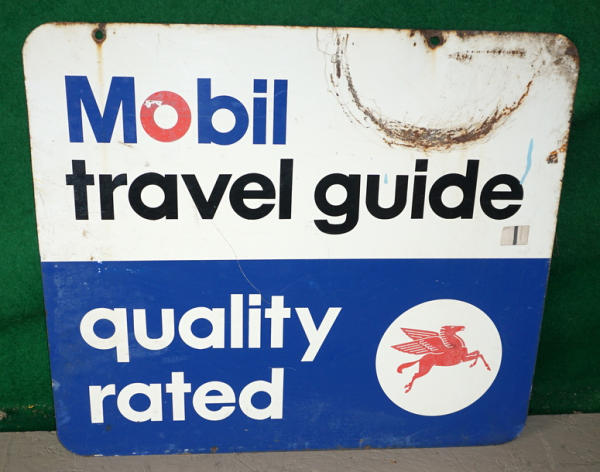 Mobil
travel guide
quality
rated